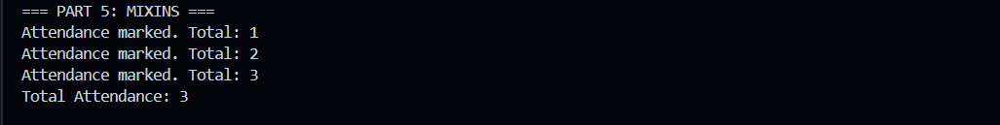 === PART 5: MIXINS ===
Attendance marked. Total: 1
Attendance marked. Total: 2
Attendance marked. Total: 3
Total Attendance: 3